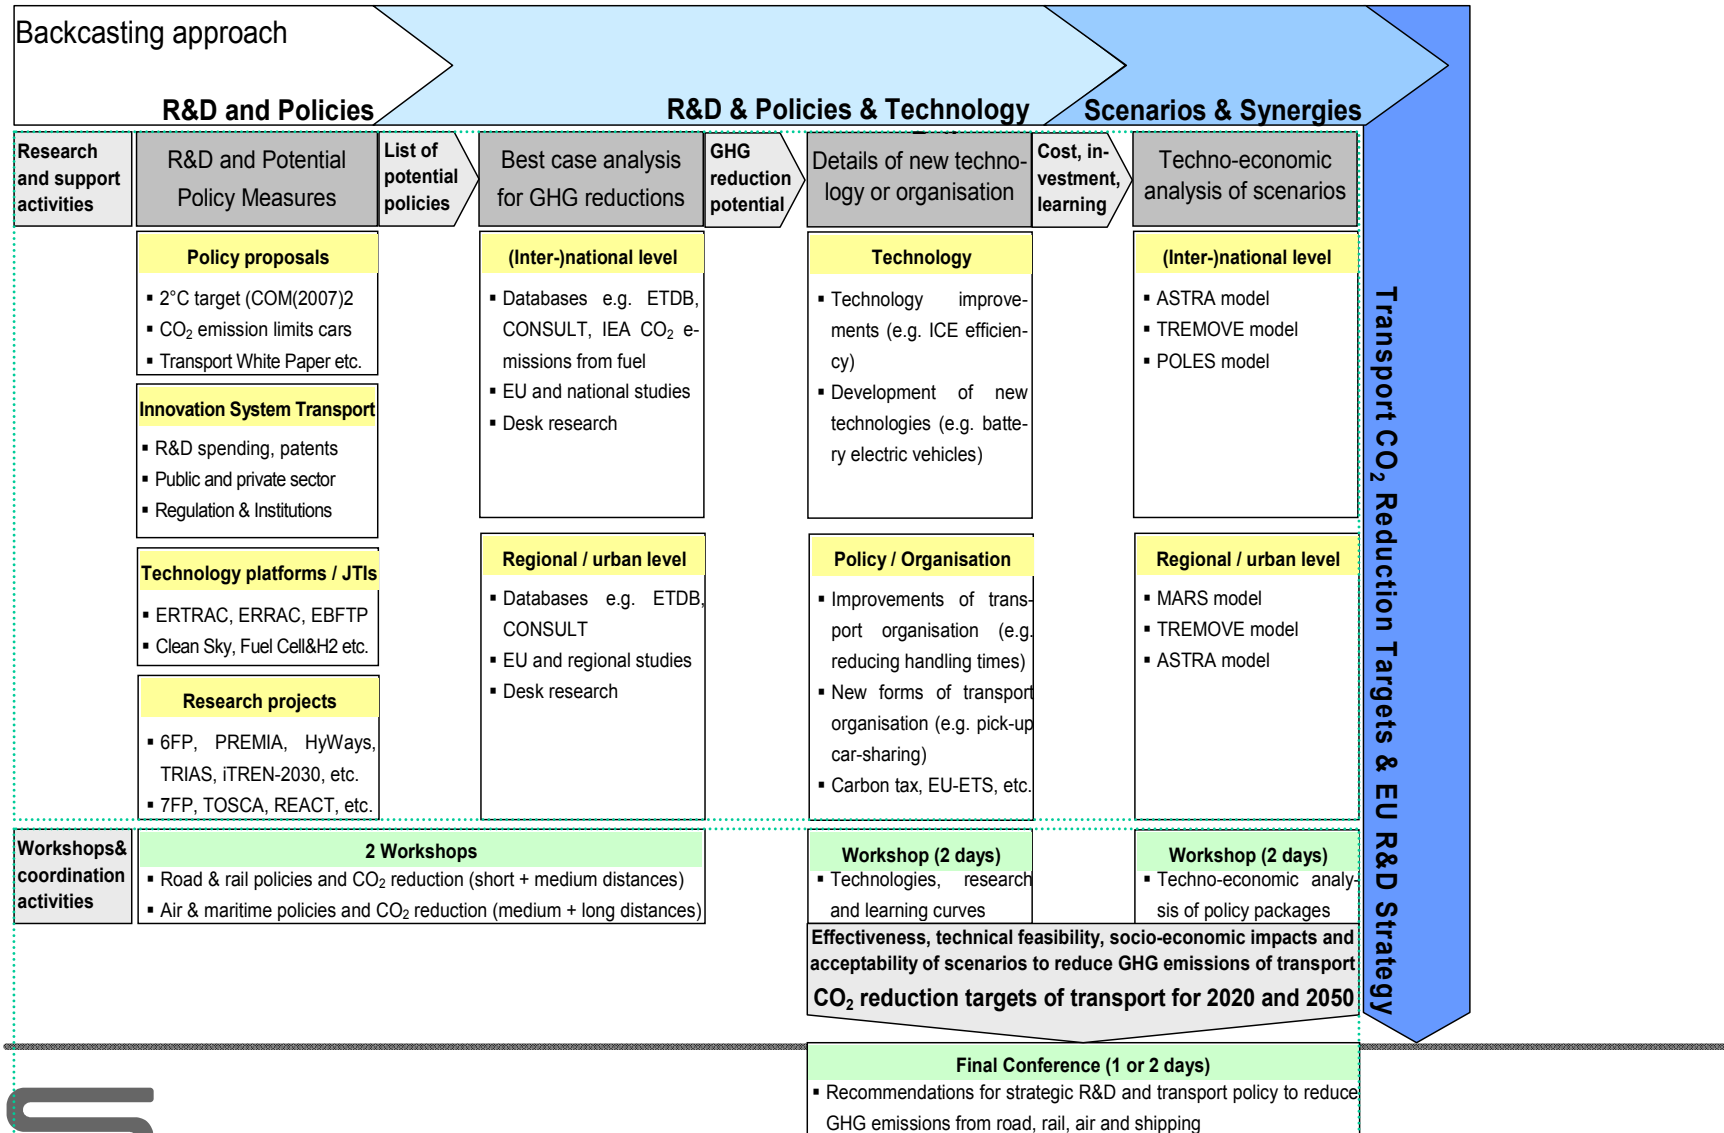 Backcasting approach
R&D and Policies
R&D & Policies & Technology
Scenarios & Synergies
Research
and support
activities
R&D and Potential
Policy Measures
List of
potential
policies
Best case analysis
for GHG reductions
GHG
reduction
potential
Details of new techno-
logy or organisation
Cost, in-
vestment,
learning
Techno-economic
analysis of scenarios
Policy proposals
▪ 2°C target (COM(2007)2
▪ CO₂ emission limits cars
▪ Transport White Paper etc.
Innovation System Transport
▪ R&D spending, patents
▪ Public and private sector
▪ Regulation & Institutions
Technology platforms / JTIs
▪ ERTRAC, ERRAC, EBFTP
▪ Clean Sky, Fuel Cell&H2 etc.
Research projects
▪ 6FP, PREMIA, HyWays,
TRIAS, iTREN-2030, etc.
▪ 7FP, TOSCA, REACT, etc.
(Inter-)national level
▪ Databases e.g. ETDB,
CONSULT, IEA CO₂ e-
missions from fuel
▪ EU and national studies
▪ Desk research
Regional / urban level
▪ Databases e.g. ETDB,
CONSULT
▪ EU and regional studies
▪ Desk research
Technology
▪ Technology improve-
ments (e.g. ICE efficien-
cy)
▪ Development of new
technologies (e.g. batte-
ry electric vehicles)
Policy / Organisation
▪ Improvements of trans-
port organisation (e.g.
reducing handling times)
▪ New forms of transport
organisation (e.g. pick-up
car-sharing)
▪ Carbon tax, EU-ETS, etc.
(Inter-)national level
▪ ASTRA model
▪ TREMOVE model
▪ POLES model
Regional / urban level
▪ MARS model
▪ TREMOVE model
▪ ASTRA model
Transport CO₂ Reduction Targets & EU R&D Strategy
Workshops&
coordination
activities
2 Workshops
▪ Road & rail policies and CO₂ reduction (short + medium distances)
▪ Air & maritime policies and CO₂ reduction (medium + long distances)
Workshop (2 days)
▪ Technologies, research
and learning curves
Workshop (2 days)
▪ Techno-economic analy-
sis of policy packages
Effectiveness, technical feasibility, socio-economic impacts and
acceptability of scenarios to reduce GHG emissions of transport
CO₂ reduction targets of transport for 2020 and 2050
Final Conference (1 or 2 days)
▪ Recommendations for strategic R&D and transport policy to reduce
GHG emissions from road, rail, air and shipping